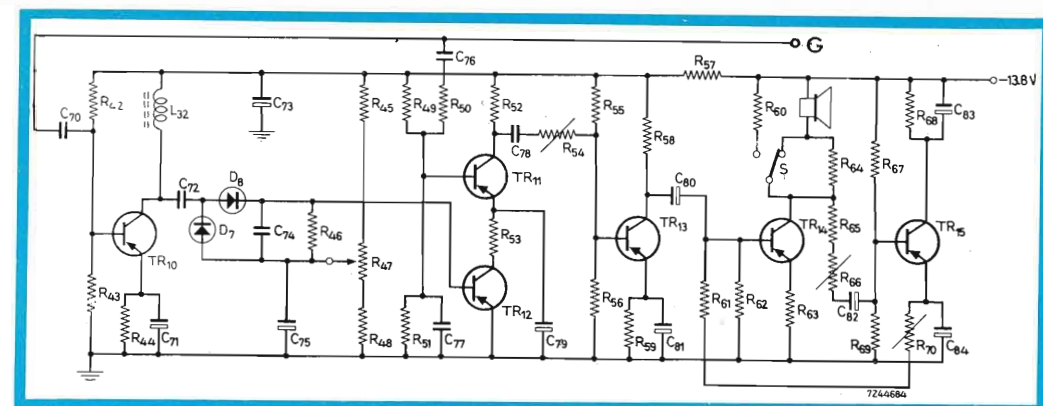 G
C76
R57
−13.8 V
R42
L32
C73
R45
R49
R50
R52
R55
R58
R60
R68
C83
C70
C78
R54
R67
C72
D8
TR11
C80
S
R64
D7
C74
R46
R53
TR13
TR14
R65
TR15
TR10
R47
R66
R43
TR12
R56
R61
R62
R63
C82
R44
C71
C75
R48
R51
C77
C79
R59
C81
R69
R70
C84
7Z44684